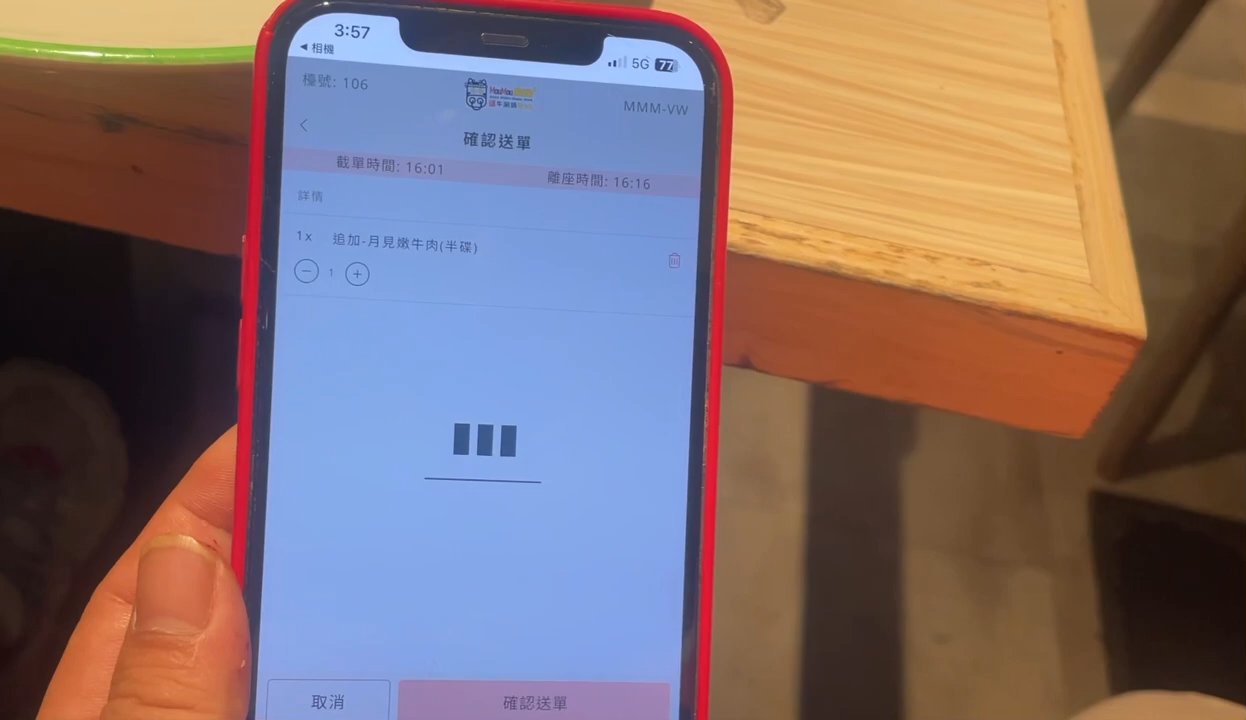 3:57
5G 77
◀ 相機
檯號: 106
MouMou
MMM-VW
確認送單
截單時間: 16:01
離座時間: 16:16
詳情
1x 追加-月見嫩牛肉(半碟)
1
取消
確認送單